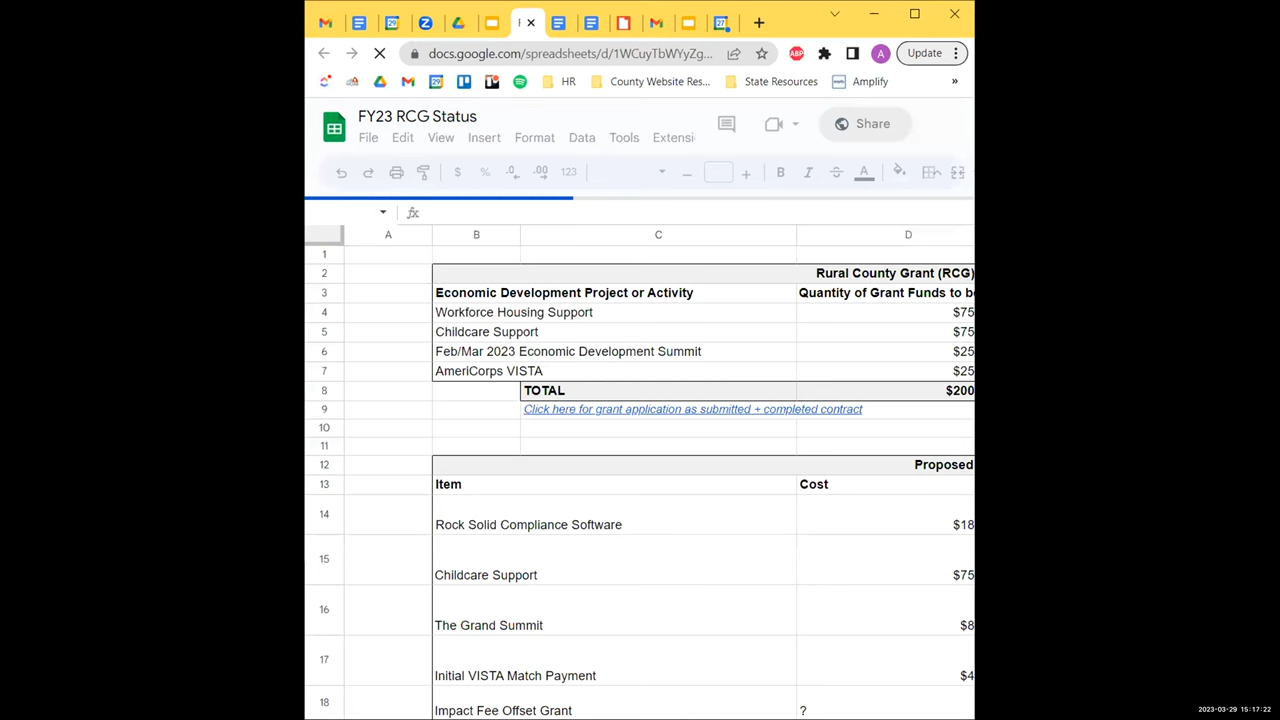 docs.google.com/spreadsheets/d/1WCuyTbWYyZg...
ABP
A
Update
HR
County Website Res...
State Resources
Amplify
»
FY23 RCG Status
File Edit View Insert Format Data Tools Extensi
Share
$ % .0 .00 123
B I S A
fx
A B C D
1
2 Rural County Grant (RCG)
3 Economic Development Project or Activity Quantity of Grant Funds to be
4 Workforce Housing Support $75
5 Childcare Support $75
6 Feb/Mar 2023 Economic Development Summit $25
7 AmeriCorps VISTA $25
8 TOTAL $200
9 Click here for grant application as submitted + completed contract
10
11
12 Proposed
13 Item Cost
14 Rock Solid Compliance Software $18
15 Childcare Support $75
16 The Grand Summit $8
17 Initial VISTA Match Payment $4
18 Impact Fee Offset Grant ?
2023-03-29 15:17:22